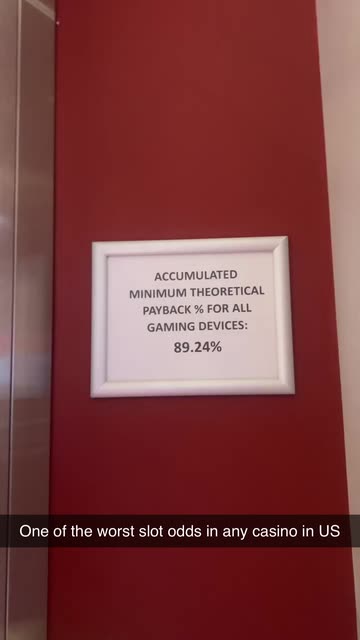 ACCUMULATED
MINIMUM THEORETICAL
PAYBACK % FOR ALL
GAMING DEVICES:
89.24%
One of the worst slot odds in any casino in US